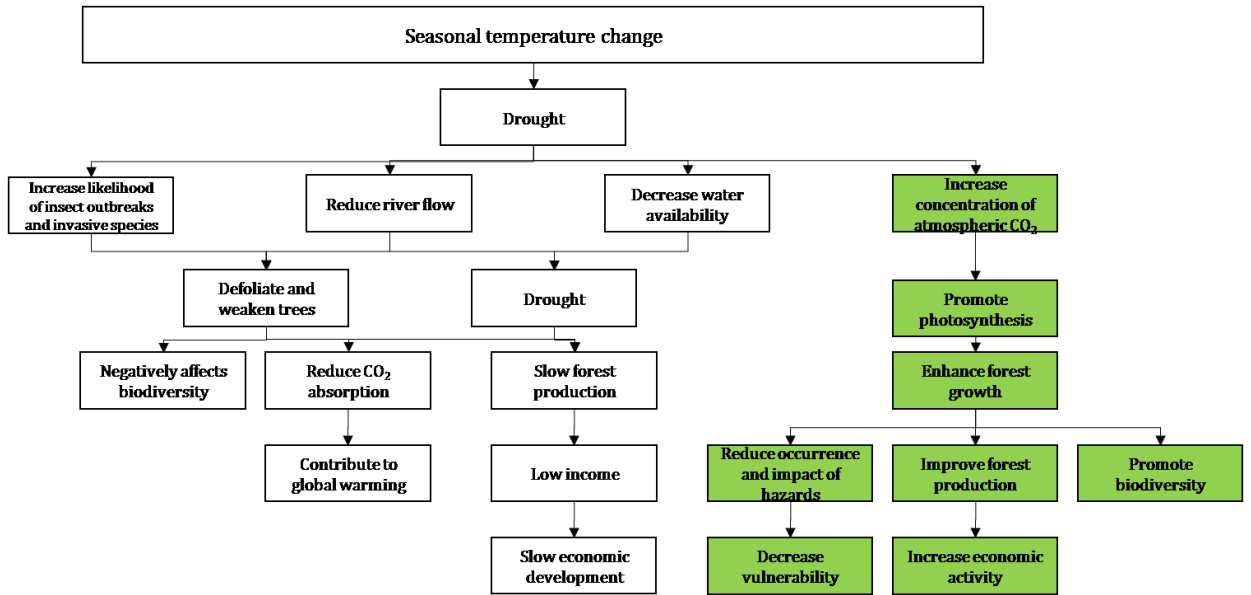 Seasonal temperature change
Drought
Increase likelihood
of insect outbreaks
and invasive species
Reduce river flow
Decrease water
availability
Increase
concentration of
atmospheric CO₂
Defoliate and
weaken trees
Drought
Promote
photosynthesis
Negatively affects
biodiversity
Reduce CO₂
absorption
Slow forest
production
Enhance forest
growth
Contribute to
global warming
Low income
Reduce occurrence
and impact of
hazards
Improve forest
production
Promote
biodiversity
Slow economic
development
Decrease
vulnerability
Increase economic
activity